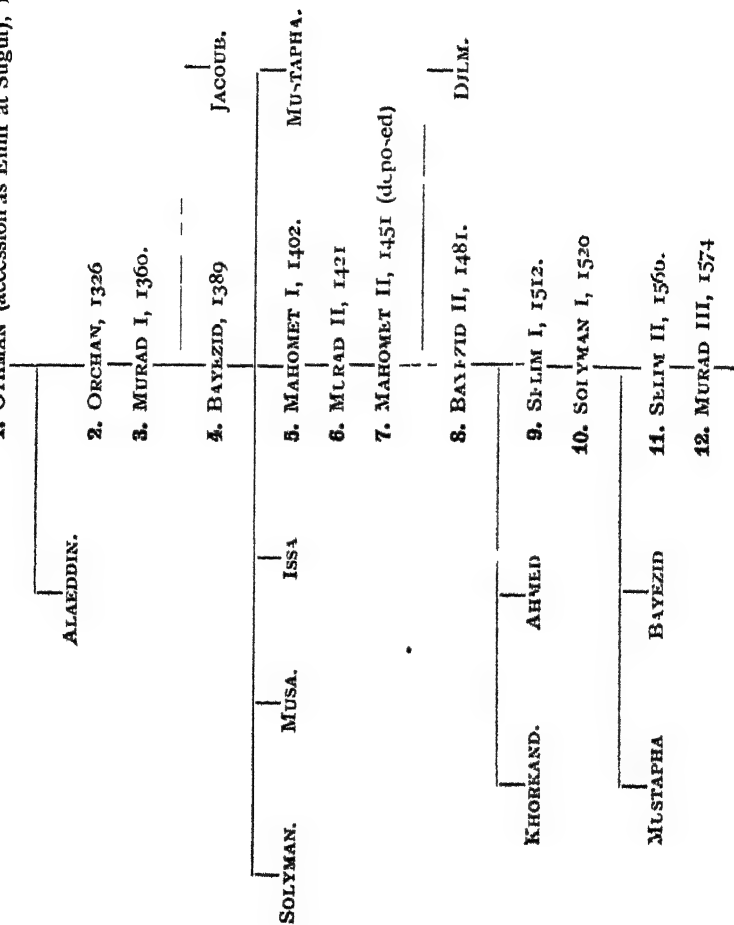 1. OTHMAN (accession as Emir at Sugut),
ALAEDDIN.
2. ORCHAN, 1326
3. MURAD I, 1360.
4. BAYEZID, 1389 JACOUB.
SOLYMAN. MUSA. ISSA 5. MAHOMET I, 1402. MUSTAPHA.
6. MURAD II, 1421
7. MAHOMET II, 1451 (deposed)
8. BAYEZID II, 1481. DJEM.
KHORKAND. AHMED 9. SELIM I, 1512.
10. SOLYMAN I, 1520
MUSTAPHA BAYEZID 11. SELIM II, 1560.
12. MURAD III, 1574